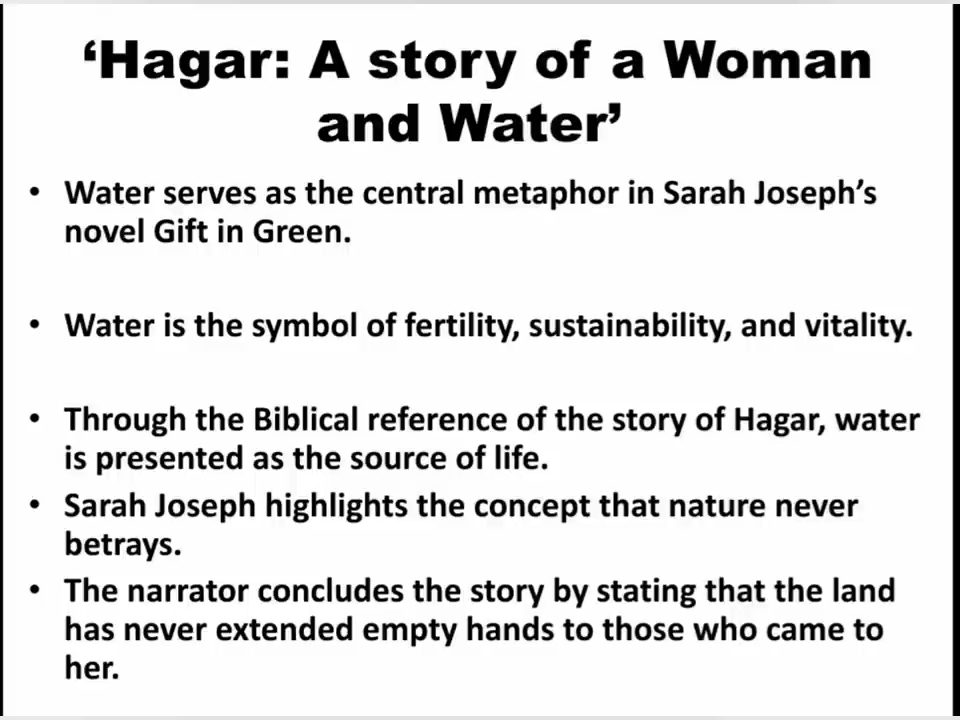 ‘Hagar: A story of a Woman
and Water’
• Water serves as the central metaphor in Sarah Joseph’s
novel Gift in Green.
• Water is the symbol of fertility, sustainability, and vitality.
• Through the Biblical reference of the story of Hagar, water
is presented as the source of life.
• Sarah Joseph highlights the concept that nature never
betrays.
• The narrator concludes the story by stating that the land
has never extended empty hands to those who came to
her.